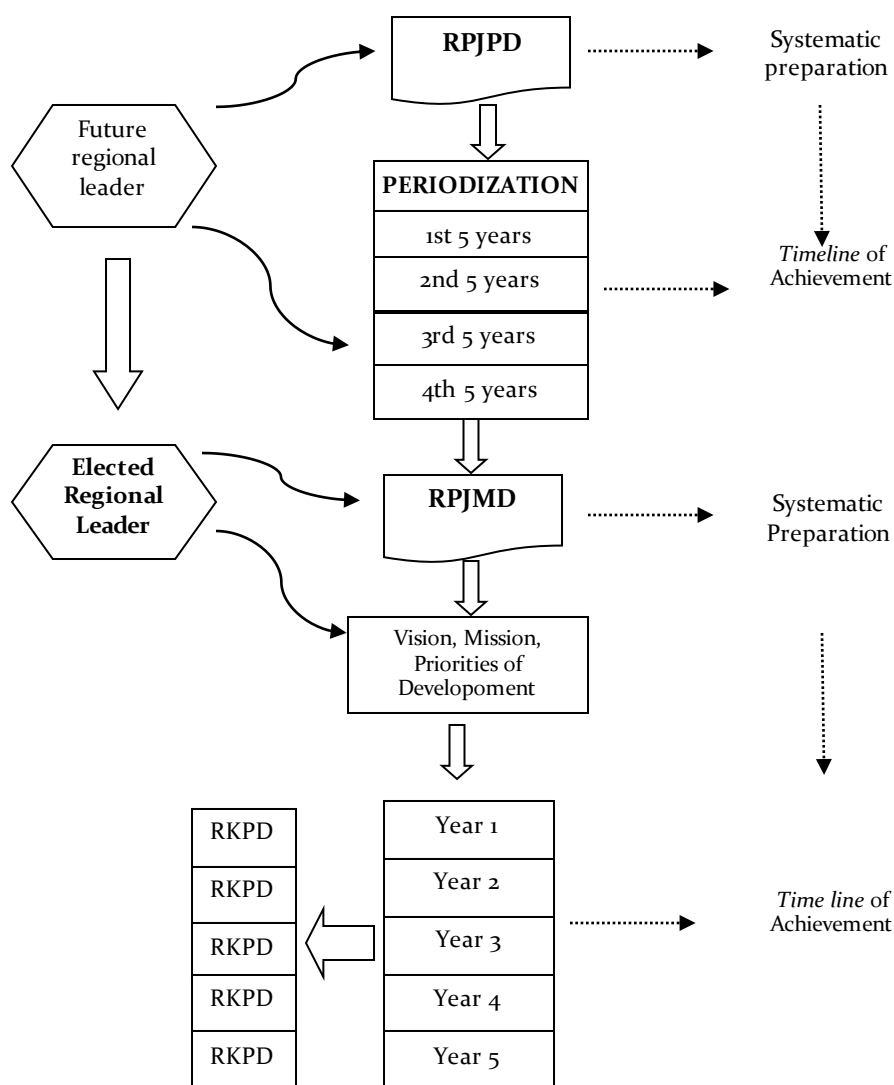 RPJPD
Systematic
preparation
Future
regional
leader
PERIODIZATION
1st 5 years
2nd 5 years
3rd 5 years
4th 5 years
Timeline of
Achievement
Elected
Regional
Leader
RPJMD
Systematic
Preparation
Vision, Mission,
Priorities of
Developoment
RKPD
Year 1
RKPD
Year 2
RKPD
Year 3
RKPD
Year 4
RKPD
Year 5
Time line of
Achievement